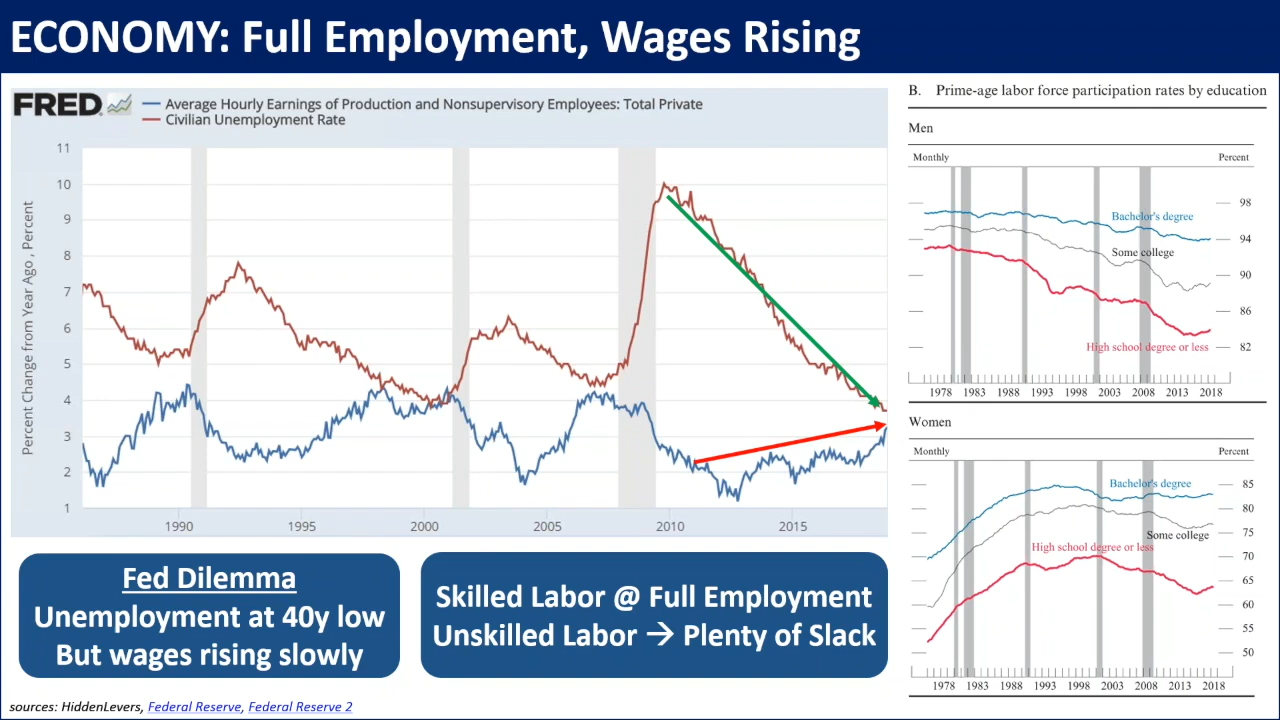 ECONOMY: Full Employment, Wages Rising
FRED
Average Hourly Earnings of Production and Nonsupervisory Employees: Total Private
Civilian Unemployment Rate
Percent Change from Year Ago , Percent
11
10
9
8
7
6
5
4
3
2
1
1990
1995
2000
2005
2010
2015
B. Prime-age labor force participation rates by education
Men
Monthly
Percent
98
94
90
86
82
Bachelor's degree
Some college
High school degree or less
1978
1983
1988
1993
1998
2003
2008
2013
2018
Women
Monthly
Percent
85
80
75
70
65
60
55
50
Bachelor's degree
Some college
High school degree or less
1978
1983
1988
1993
1998
2003
2008
2013
2018
Fed Dilemma
Unemployment at 40y low
But wages rising slowly
Skilled Labor @ Full Employment
Unskilled Labor → Plenty of Slack
sources: HiddenLevers, Federal Reserve, Federal Reserve 2